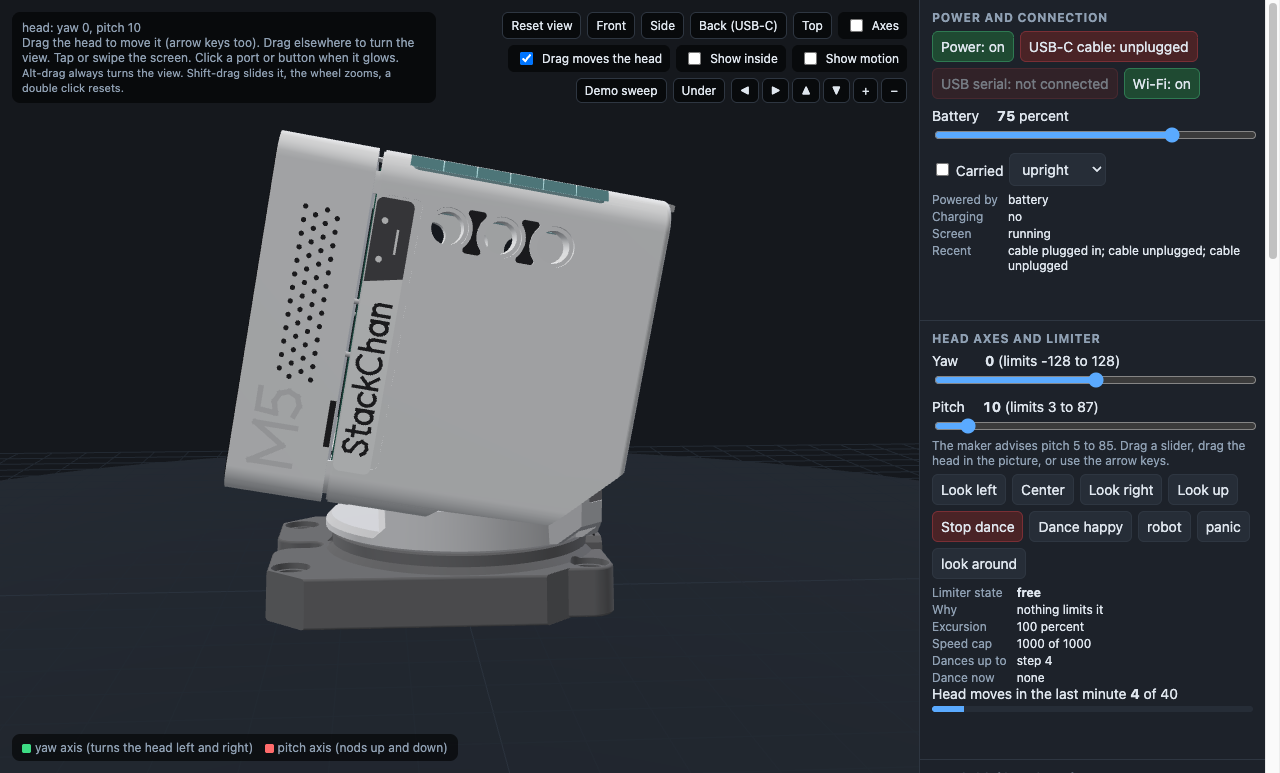 head: yaw 0, pitch 10
Drag the head to move it (arrow keys too). Drag elsewhere to turn the
view. Tap or swipe the screen. Click a port or button when it glows.
Alt-drag always turns the view. Shift-drag slides it, the wheel zooms, a
double click resets.
Reset view Front Side Back (USB-C) Top Axes
Drag moves the head Show inside Show motion
Demo sweep Under ◀ ▶ ▲ ▼ + −
M5
StackChan
yaw axis (turns the head left and right) pitch axis (nods up and down)
POWER AND CONNECTION
Power: on USB-C cable: unplugged
USB serial: not connected Wi-Fi: on
Battery 75 percent
Carried upright
Powered by battery
Charging no
Screen running
Recent cable plugged in; cable unplugged; cable
unplugged
HEAD AXES AND LIMITER
Yaw 0 (limits -128 to 128)
Pitch 10 (limits 3 to 87)
The maker advises pitch 5 to 85. Drag a slider, drag the
head in the picture, or use the arrow keys.
Look left Center Look right Look up
Stop dance Dance happy robot panic
look around
Limiter state free
Why nothing limits it
Excursion 100 percent
Speed cap 1000 of 1000
Dances up to step 4
Dance now none
Head moves in the last minute 4 of 40